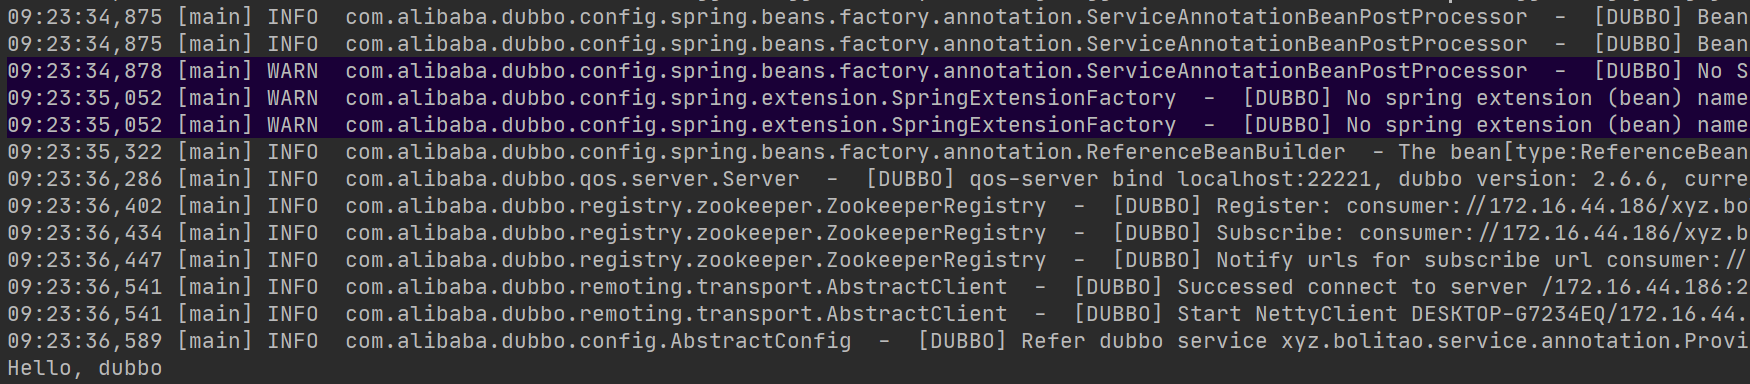 09:23:34,875 [main] INFO  com.alibaba.dubbo.config.spring.beans.factory.annotation.ServiceAnnotationBeanPostProcessor  -  [DUBBO] Bean
09:23:34,875 [main] INFO  com.alibaba.dubbo.config.spring.beans.factory.annotation.ServiceAnnotationBeanPostProcessor  -  [DUBBO] Bean
09:23:34,878 [main] WARN  com.alibaba.dubbo.config.spring.beans.factory.annotation.ServiceAnnotationBeanPostProcessor  -  [DUBBO] No S
09:23:35,052 [main] WARN  com.alibaba.dubbo.config.spring.extension.SpringExtensionFactory  -  [DUBBO] No spring extension (bean) name
09:23:35,052 [main] WARN  com.alibaba.dubbo.config.spring.extension.SpringExtensionFactory  -  [DUBBO] No spring extension (bean) name
09:23:35,322 [main] INFO  com.alibaba.dubbo.config.spring.beans.factory.annotation.ReferenceBeanBuilder  - The bean[type:ReferenceBean
09:23:36,286 [main] INFO  com.alibaba.dubbo.qos.server.Server  -  [DUBBO] qos-server bind localhost:22221, dubbo version: 2.6.6, curre
09:23:36,402 [main] INFO  com.alibaba.dubbo.registry.zookeeper.ZookeeperRegistry  -  [DUBBO] Register: consumer://172.16.44.186/xyz.bo
09:23:36,434 [main] INFO  com.alibaba.dubbo.registry.zookeeper.ZookeeperRegistry  -  [DUBBO] Subscribe: consumer://172.16.44.186/xyz.b
09:23:36,447 [main] INFO  com.alibaba.dubbo.registry.zookeeper.ZookeeperRegistry  -  [DUBBO] Notify urls for subscribe url consumer://
09:23:36,541 [main] INFO  com.alibaba.dubbo.remoting.transport.AbstractClient  -  [DUBBO] Successed connect to server /172.16.44.186:2
09:23:36,541 [main] INFO  com.alibaba.dubbo.remoting.transport.AbstractClient  -  [DUBBO] Start NettyClient DESKTOP-G7234EQ/172.16.44.
09:23:36,589 [main] INFO  com.alibaba.dubbo.config.AbstractConfig  -  [DUBBO] Refer dubbo service xyz.bolitao.service.annotation.Provi
Hello, dubbo